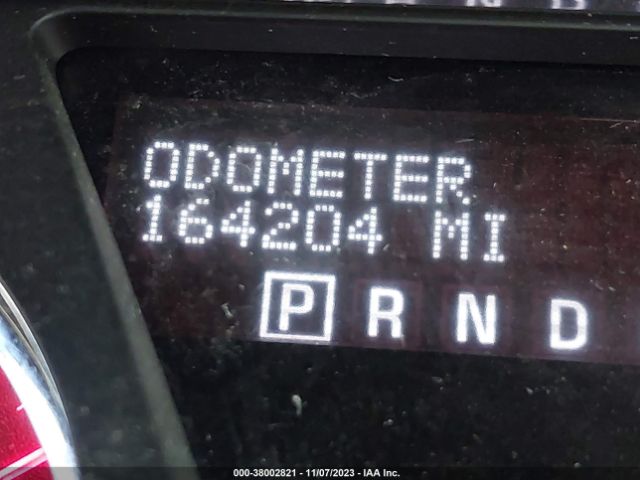 ODOMETER
164204 MI
P R N D
000-38002821 - 11/07/2023 - IAA Inc.